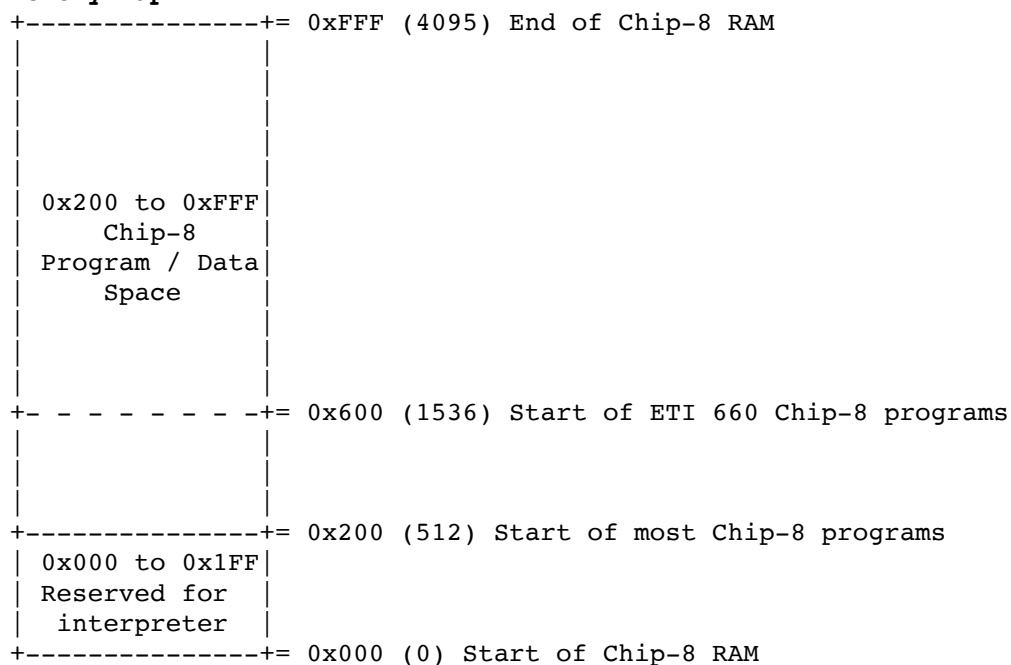 +---------------+= 0xFFF (4095) End of Chip-8 RAM
| |
| |
| |
| |
| |
| 0x200 to 0xFFF|
| Chip-8 |
| Program / Data|
| Space |
| |
| |
| |
+- - - - - - - -+= 0x600 (1536) Start of ETI 660 Chip-8 programs
| |
| |
| |
+---------------+= 0x200 (512) Start of most Chip-8 programs
| 0x000 to 0x1FF|
| Reserved for |
| interpreter |
+---------------+= 0x000 (0) Start of Chip-8 RAM